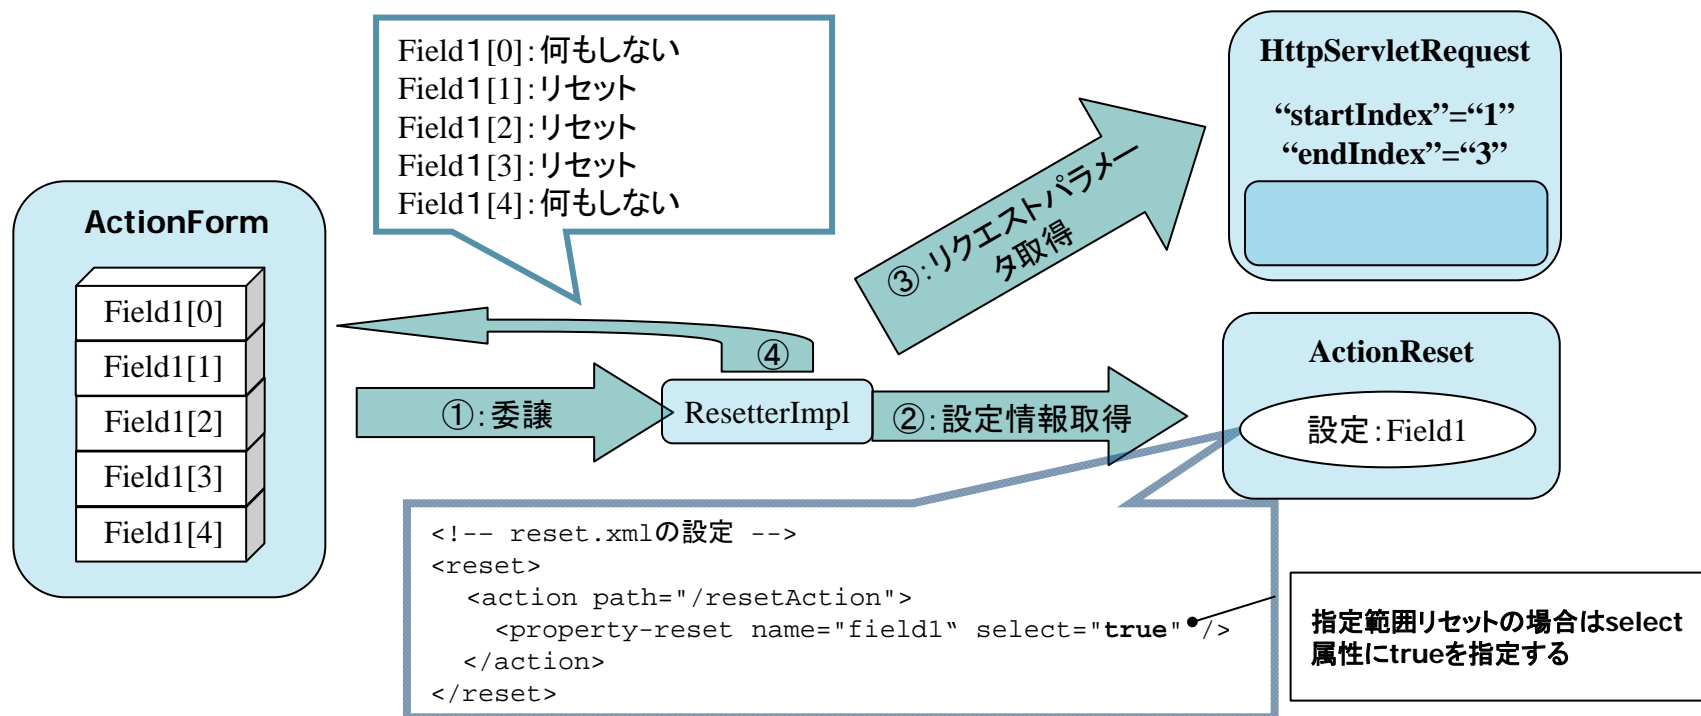 Field1[0]:何もしない
Field1[1]:リセット
Field1[2]:リセット
Field1[3]:リセット
Field1[4]:何もしない
HttpServletRequest
“startIndex”=“1”
“endIndex”=“3”
③:リクエストパラメー
タ取得
ActionForm
Field1[0]
Field1[1]
Field1[2]
Field1[3]
Field1[4]
④
①:委譲
ResetterImpl
②:設定情報取得
ActionReset
設定:Field1
<!-- reset.xmlの設定 -->
<reset>
<action path="/resetAction">
<property-reset name="field1“ select="true" />
</action>
</reset>
指定範囲リセットの場合はselect
属性にtrueを指定する